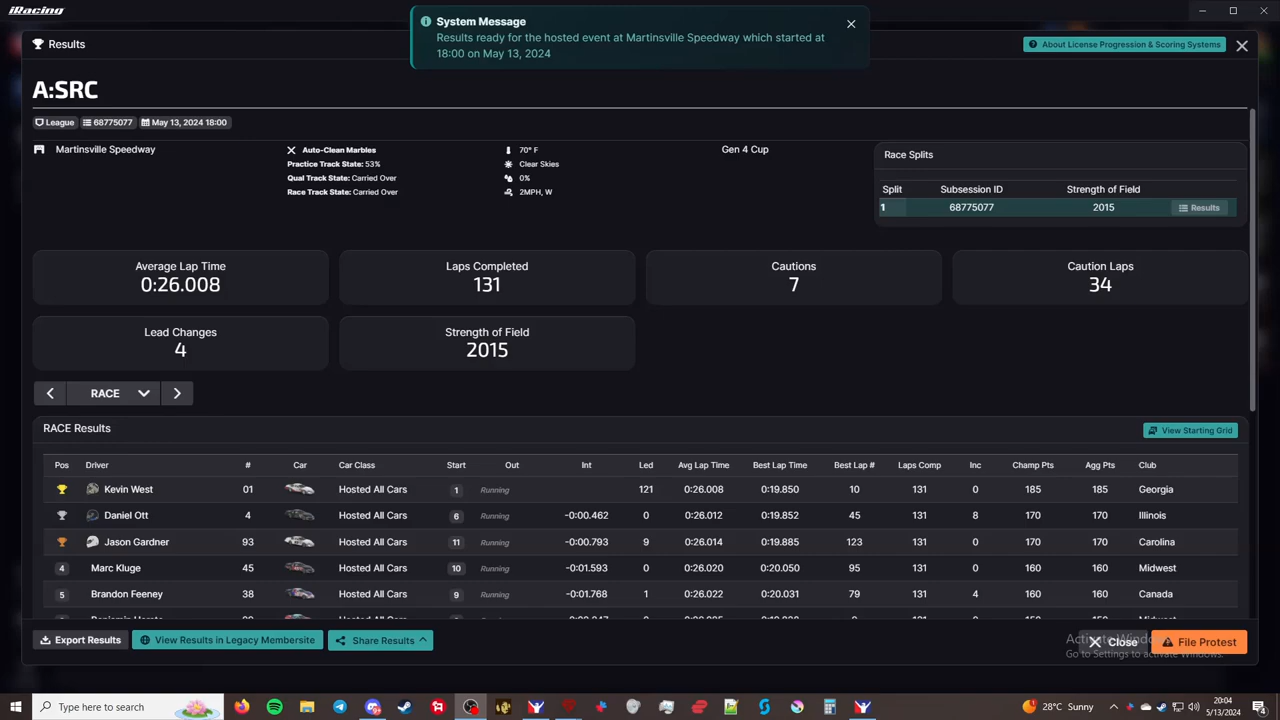 iRacing
System Message
Results ready for the hosted event at Martinsville Speedway which started at
18:00 on May 13, 2024
Results
About License Progression & Scoring Systems
A:SRC
League 68775077 May 13, 2024 18:00
Martinsville Speedway
Auto-Clean Marbles
Practice Track State: 53%
Qual Track State: Carried Over
Race Track State: Carried Over
70° F
Clear Skies
0%
2MPH, W
Gen 4 Cup
Race Splits
Split Subsession ID Strength of Field
1 68775077 2015 Results
Average Lap Time
0:26.008
Laps Completed
131
Cautions
7
Caution Laps
34
Lead Changes
4
Strength of Field
2015
RACE
RACE Results
View Starting Grid
Pos Driver # Car Car Class Start Out Int Led Avg Lap Time Best Lap Time Best Lap # Laps Comp Inc Champ Pts Agg Pts Club
Kevin West 01 Hosted All Cars 1 Running 121 0:26.008 0:19.850 10 131 0 185 185 Georgia
Daniel Ott 4 Hosted All Cars 6 Running -0:00.462 0 0:26.012 0:19.852 45 131 8 170 170 Illinois
Jason Gardner 93 Hosted All Cars 11 Running -0:00.793 9 0:26.014 0:19.885 123 131 0 170 170 Carolina
4 Marc Kluge 45 Hosted All Cars 10 Running -0:01.593 0 0:26.020 0:20.050 95 131 0 160 160 Midwest
5 Brandon Feeney 38 Hosted All Cars 9 Running -0:01.768 1 0:26.022 0:20.031 79 131 4 160 160 Canada
Export Results
View Results in Legacy Membersite
Share Results
Close
File Protest
Activate Windo
Go to Settings to activate Windows.
Type here to search
28°C Sunny
20:04
5/13/2024